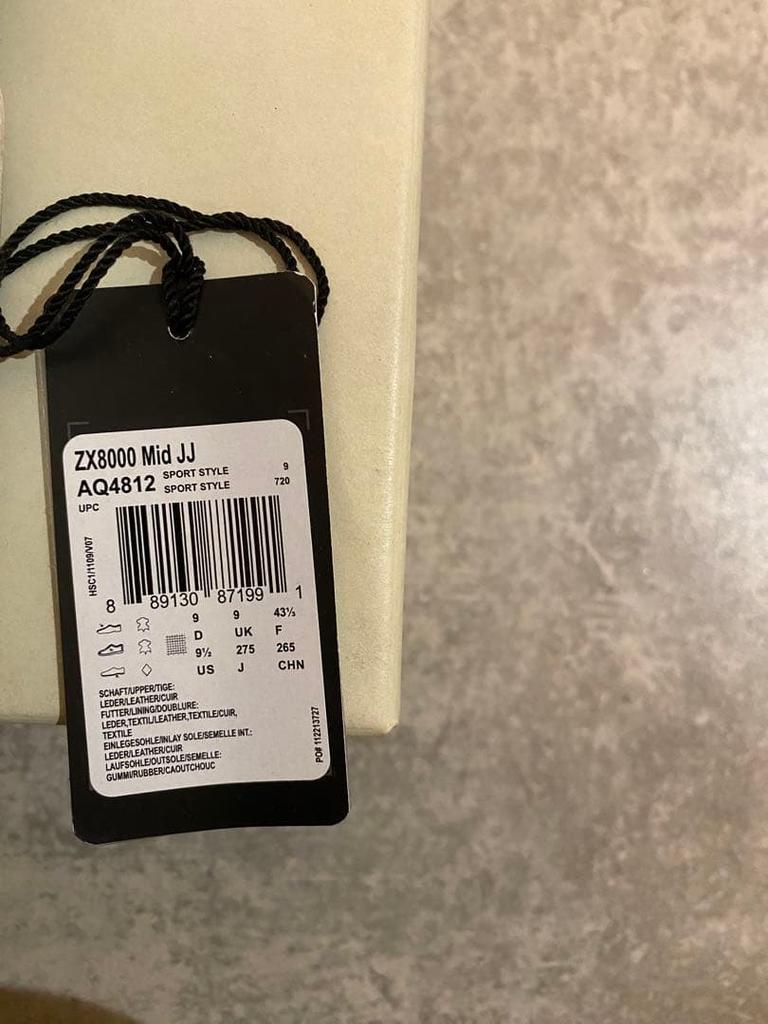 ZX8000 Mid JJ
AQ4812 SPORT STYLE 9
SPORT STYLE 720
UPC
HSC1/1109/V07
8 89130 87199 1
9 9 43⅓
D UK F
9½ 275 265
US J CHN
SCHAFT/UPPER/TIGE:
LEDER/LEATHER/CUIR
FUTTER/LINING/DOUBLURE:
LEDER,TEXTIL/LEATHER,TEXTILE/CUIR,
TEXTILE
EINLEGESOHLE/INLAY SOLE/SEMELLE INT.:
LEDER/LEATHER/CUIR
LAUFSOHLE/OUTSOLE/SEMELLE:
GUMMI/RUBBER/CAOUTCHOUC
PO# 112213727